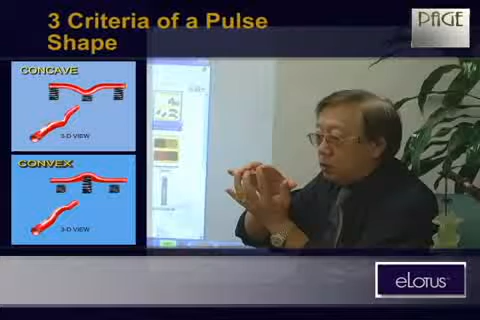 3 Criteria of a Pulse
Shape
PAGE
CONCAVE
3-D VIEW
CONVEX
3-D VIEW
eLOTUS